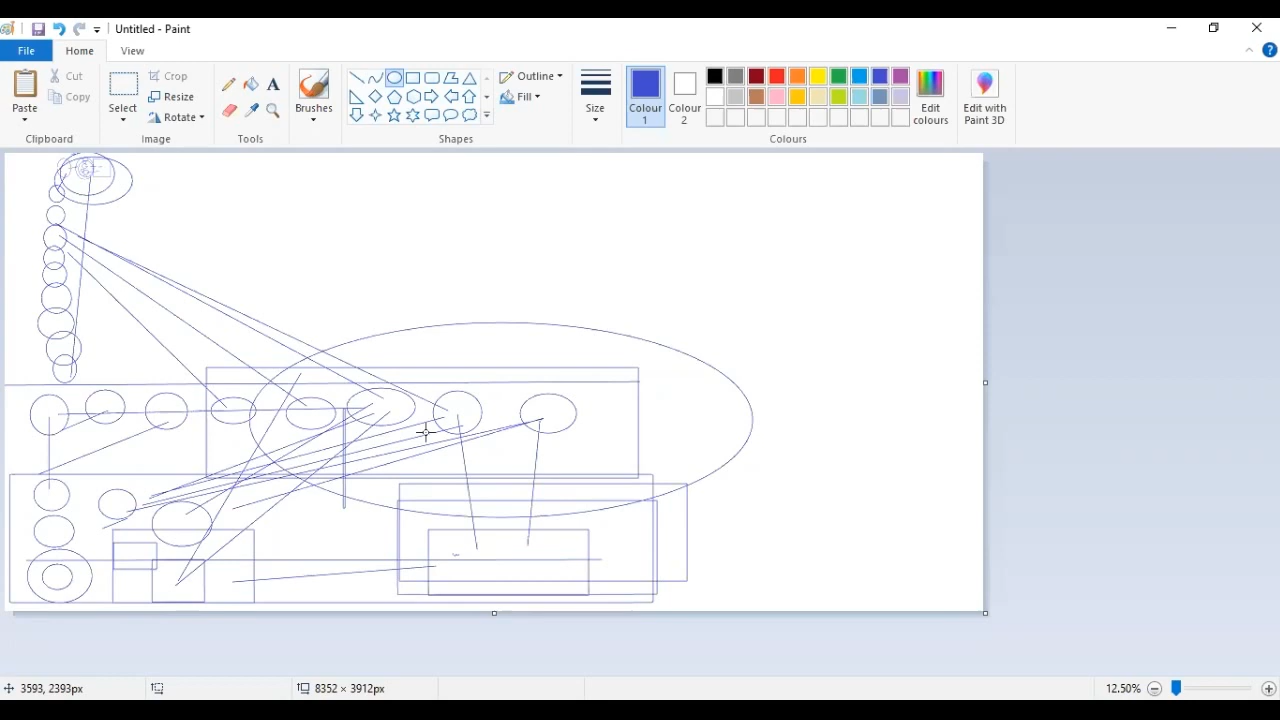 Untitled - Paint
File
Home
View
Paste
Cut
Copy
Clipboard
Select
Crop
Resize
Rotate
Image
A
Tools
Brushes
Outline
Fill
Shapes
Size
Colour 1
Colour 2
Edit colours
Colours
Edit with Paint 3D
3593, 2393px
8352 × 3912px
12.50%